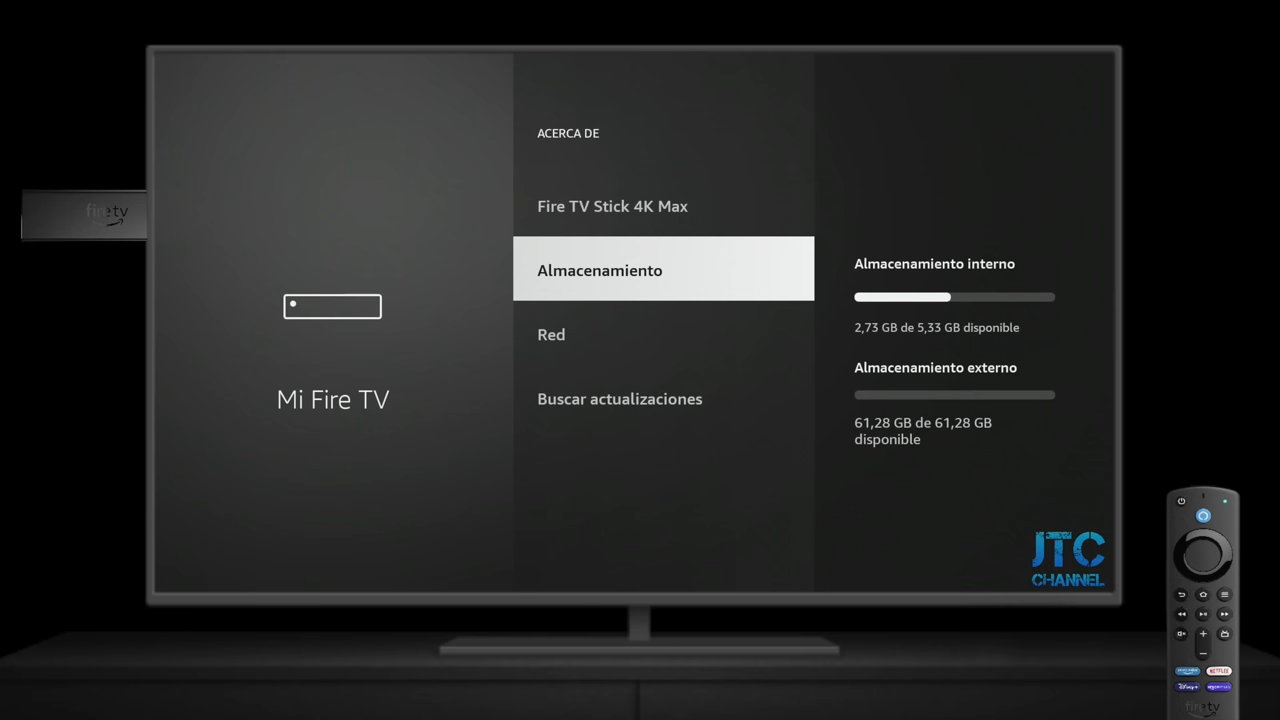 ACERCA DE
fire tv
Fire TV Stick 4K Max
Almacenamiento
Almacenamiento interno
2,73 GB de 5,33 GB disponible
Red
Almacenamiento externo
Mi Fire TV
Buscar actualizaciones
61,28 GB de 61,28 GB
disponible
JTC
CHANNEL
NETFLIX
Disney+
fire tv